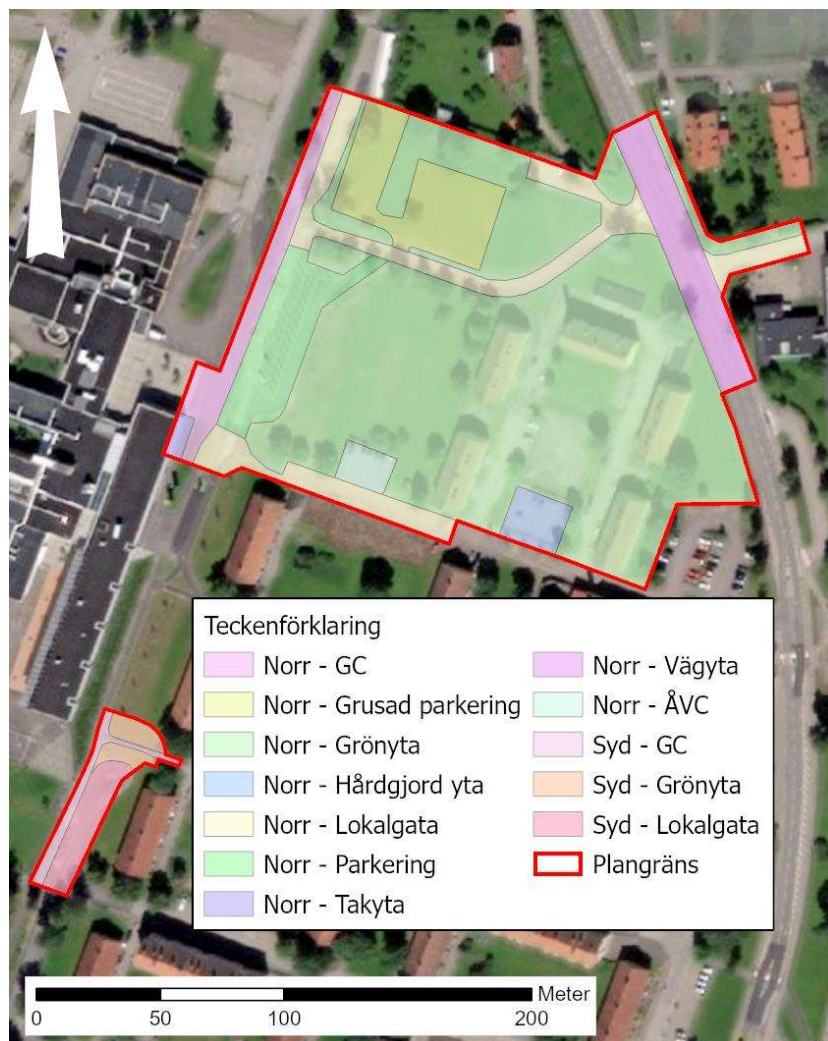 Teckenförklaring
Norr - GC
Norr - Grusad parkering
Norr - Grönyta
Norr - Hårdgjord yta
Norr - Lokalgata
Norr - Parkering
Norr - Takyta
Norr - Vägyta
Norr - ÅVC
Syd - GC
Syd - Grönyta
Syd - Lokalgata
Plangräns
Meter
0 50 100 200